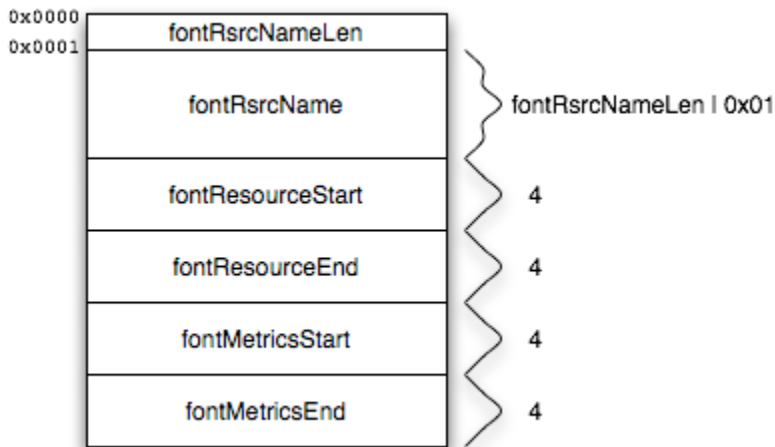 0x0000
fontRsrcNameLen
0x0001
fontRsrcName
fontRsrcNameLen | 0x01
fontResourceStart
4
fontResourceEnd
4
fontMetricsStart
4
fontMetricsEnd
4